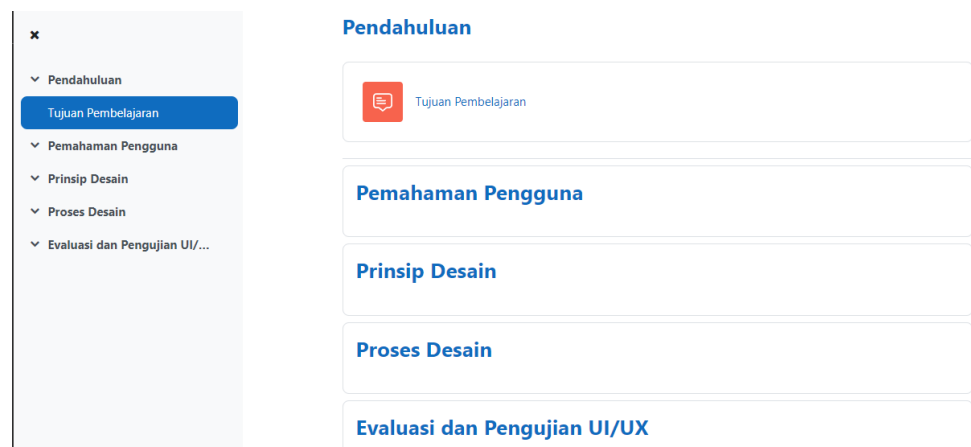 Pendahuluan
Tujuan Pembelajaran
Pemahaman Pengguna
Prinsip Desain
Proses Desain
Evaluasi dan Pengujian UI/...
Pendahuluan
Tujuan Pembelajaran
Pemahaman Pengguna
Prinsip Desain
Proses Desain
Evaluasi dan Pengujian UI/UX